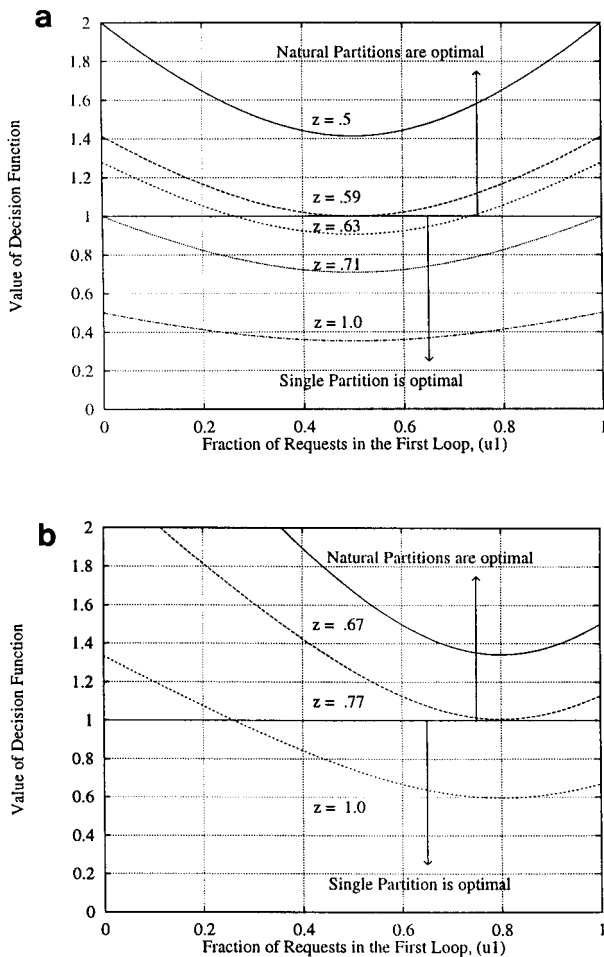 a
2
Natural Partitions are optimal
1.8
1.6
z = .5
1.4
1.2
z = .59
1
z = .63
0.8
z = .71
0.6
z = 1.0
0.4
Single Partition is optimal
0.2
0
0 0.2 0.4 0.6 0.8 1
Value of Decision Function
Fraction of Requests in the First Loop, (u1)
b
2
Natural Partitions are optimal
1.8
1.6
z = .67
1.4
1.2
z = .77
1
0.8
z = 1.0
0.6
0.4
Single Partition is optimal
0.2
0
0 0.2 0.4 0.6 0.8 1
Value of Decision Function
Fraction of Requests in the First Loop, (u1)